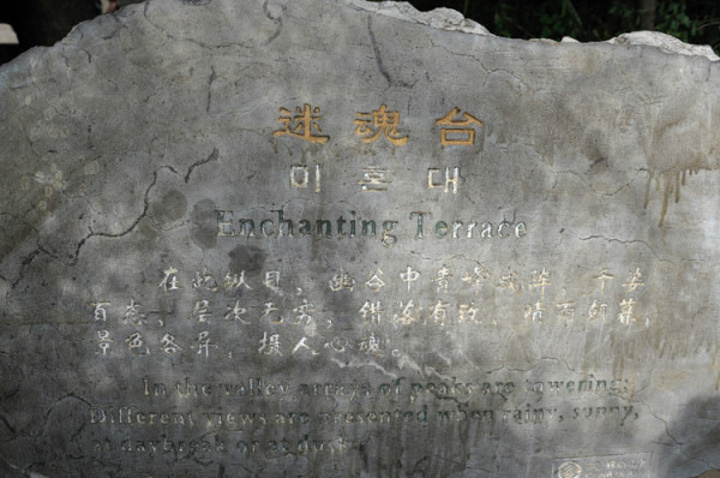 迷魂台
미혼대
Enchanting Terrace
在此纵目，幽谷中青峰成阵，千姿
百态，层次无穷，错落有致，晴雨朝暮，
景色各异，摄人心魂。
In the valley arrays of peaks are towering;
Different views are presented when rainy, sunny,
at daybreak or at dusk.